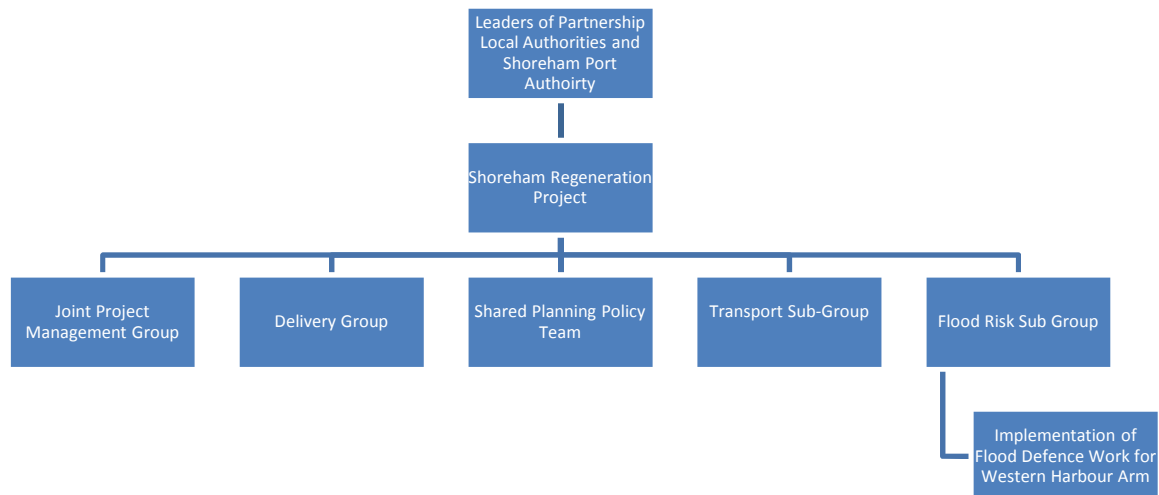 Leaders of Partnership
Local Authorities and
Shoreham Port
Authoirty
Shoreham Regeneration
Project
Joint Project
Management Group
Delivery Group
Shared Planning Policy
Team
Transport Sub-Group
Flood Risk Sub Group
Implementation of
Flood Defence Work for
Western Harbour Arm